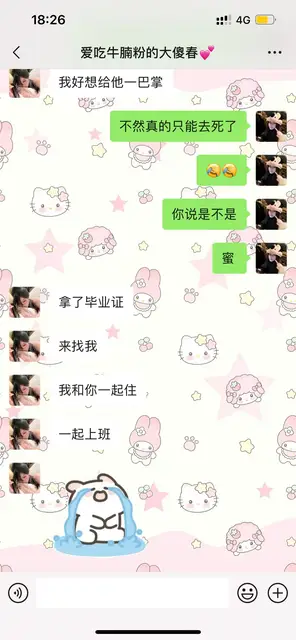 18:26
4G
爱吃牛腩粉的大傻春💕
我好想给他一巴掌
不然真的只能去死了
你说是不是
蜜
拿了毕业证
来找我
我和你一起住
一起上班